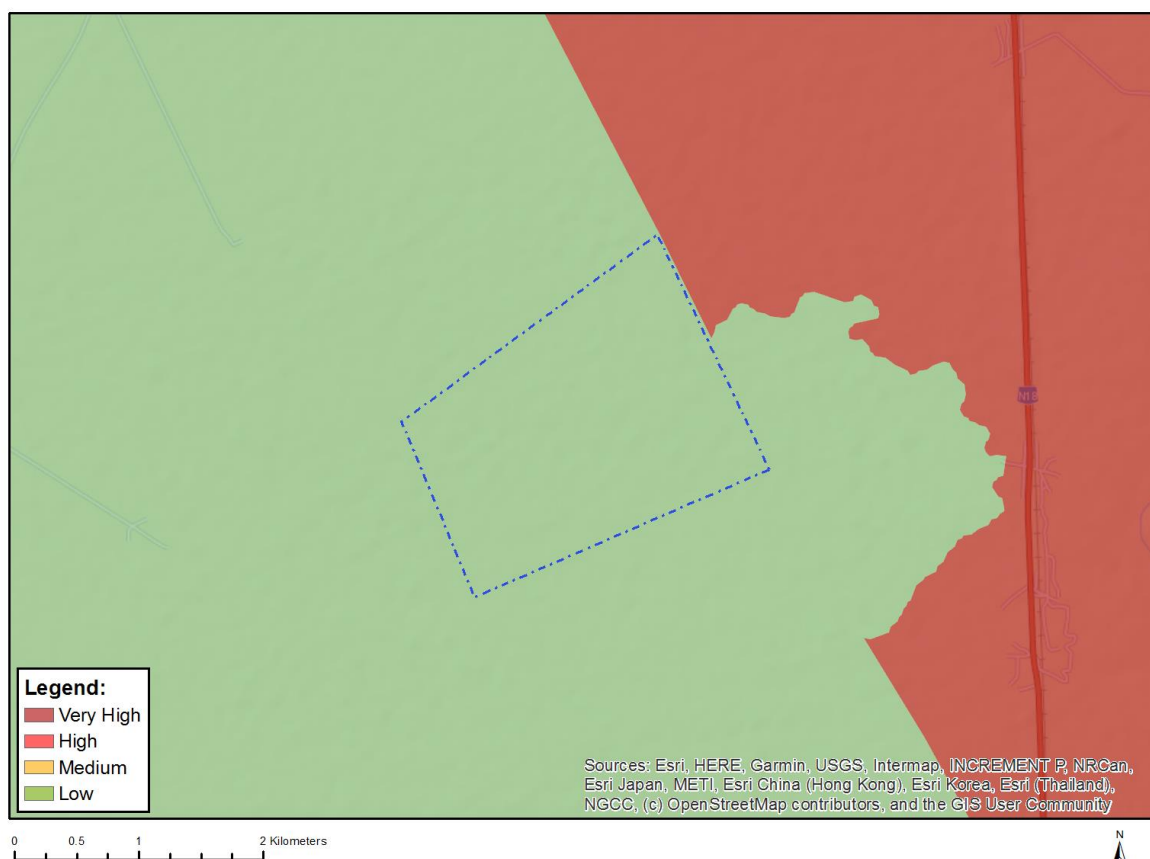 N18
Legend:
Very High
High
Medium
Low
Sources: Esri, HERE, Garmin, USGS, Intermap, INCREMENT P, NRCan,
Esri Japan, METI, Esri China (Hong Kong), Esri Korea, Esri (Thailand),
NGCC, (c) OpenStreetMap contributors, and the GIS User Community
0 0.5 1 2 Kilometers
N